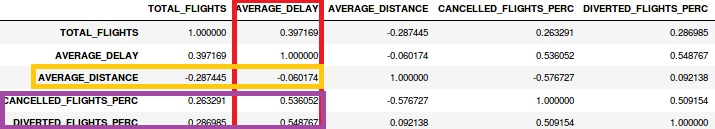 TOTAL_FLIGHTS AVERAGE_DELAY AVERAGE_DISTANCE CANCELLED_FLIGHTS_PERC DIVERTED_FLIGHTS_PERC
TOTAL_FLIGHTS 1.000000 0.397169 -0.287445 0.263291 0.286985
AVERAGE_DELAY 0.397169 1.000000 -0.060174 0.536052 0.548767
AVERAGE_DISTANCE -0.287445 -0.060174 1.000000 -0.576727 0.092138
CANCELLED_FLIGHTS_PERC 0.263291 0.536052 -0.576727 1.000000 0.509154
DIVERTED_FLIGHTS_PERC 0.286985 0.548767 0.092138 0.509154 1.000000